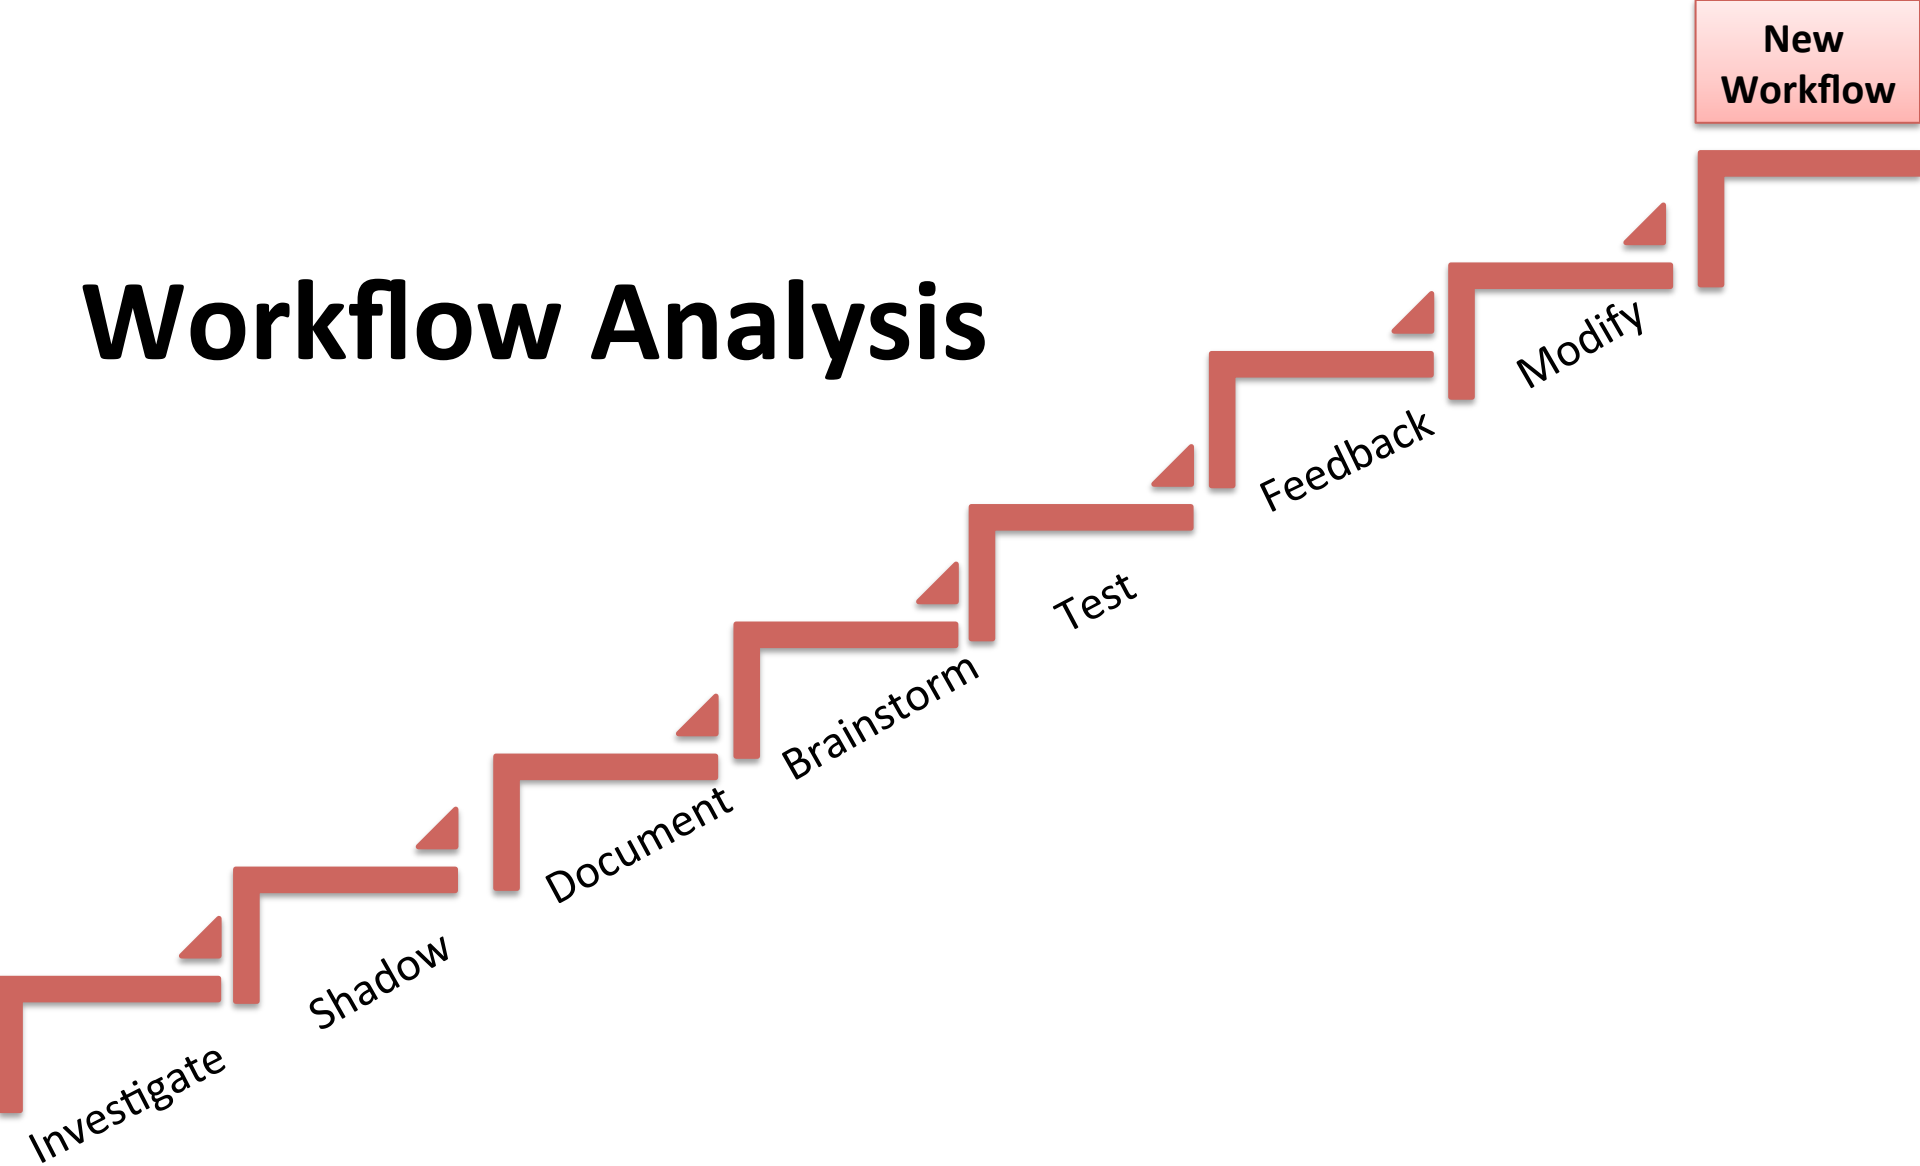 New
Workflow
Workflow Analysis
Modify
Feedback
Test
Brainstorm
Document
Shadow
Investigate